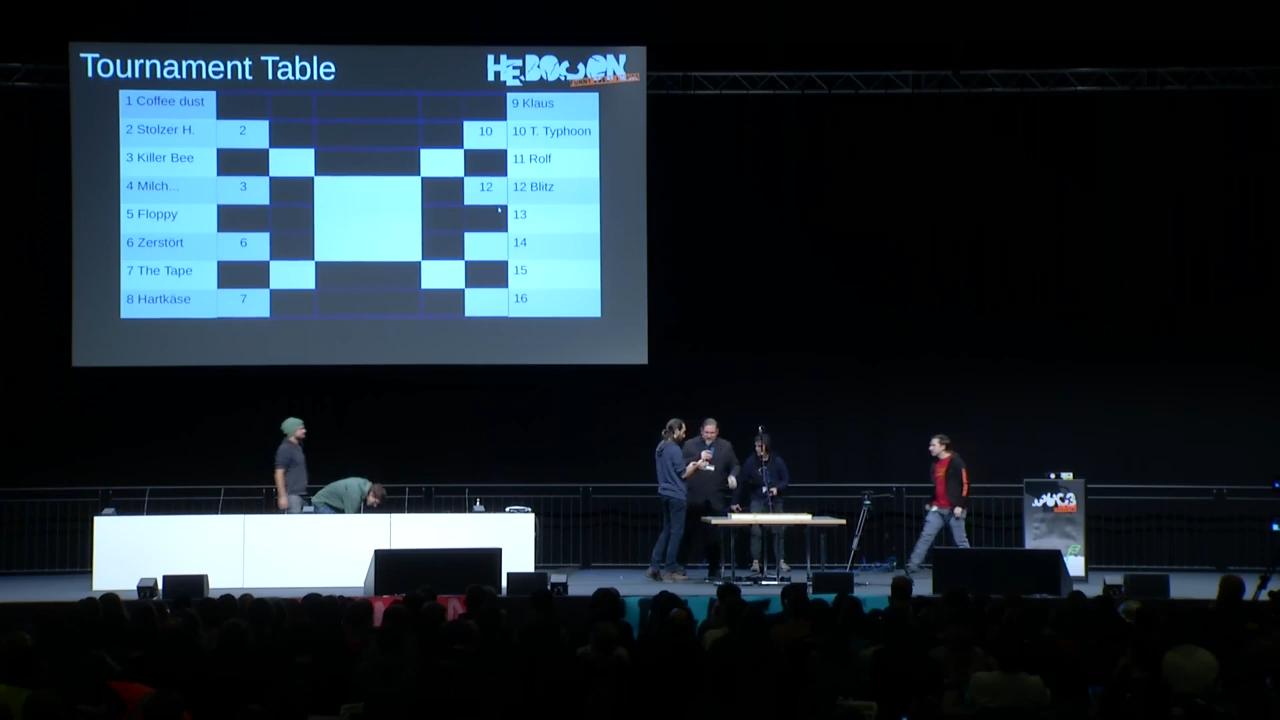 Tournament Table
HEBOCON
1 Coffee dust
9 Klaus
2 Stolzer H.
2
10
10 T. Typhoon
3 Killer Bee
11 Rolf
4 Milch...
3
12
12 Blitz
5 Floppy
13
6 Zerstört
6
14
7 The Tape
15
8 Hartkäse
7
16